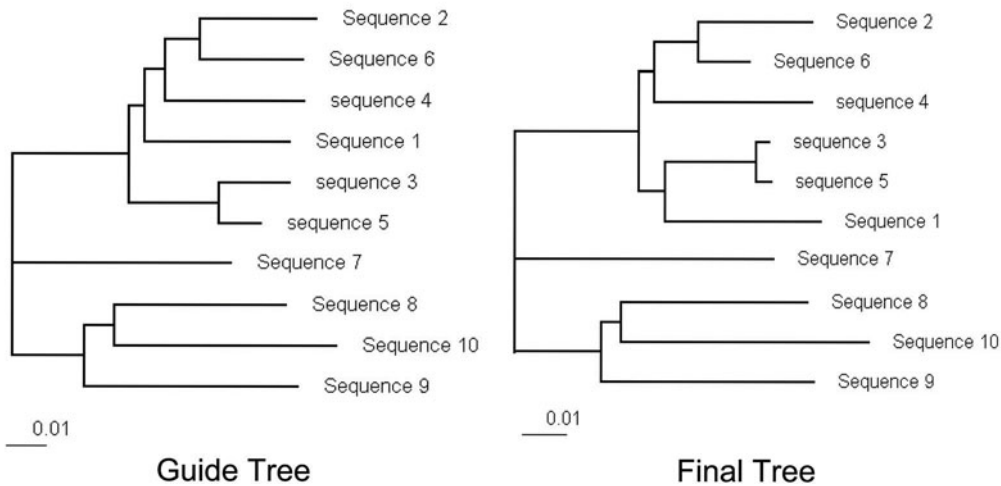 Sequence 2
Sequence 6
sequence 4
Sequence 1
sequence 3
sequence 5
Sequence 7
Sequence 8
Sequence 10
Sequence 9
0.01
Guide Tree
Sequence 2
Sequence 6
sequence 4
sequence 3
sequence 5
Sequence 1
Sequence 7
Sequence 8
Sequence 10
Sequence 9
0.01
Final Tree